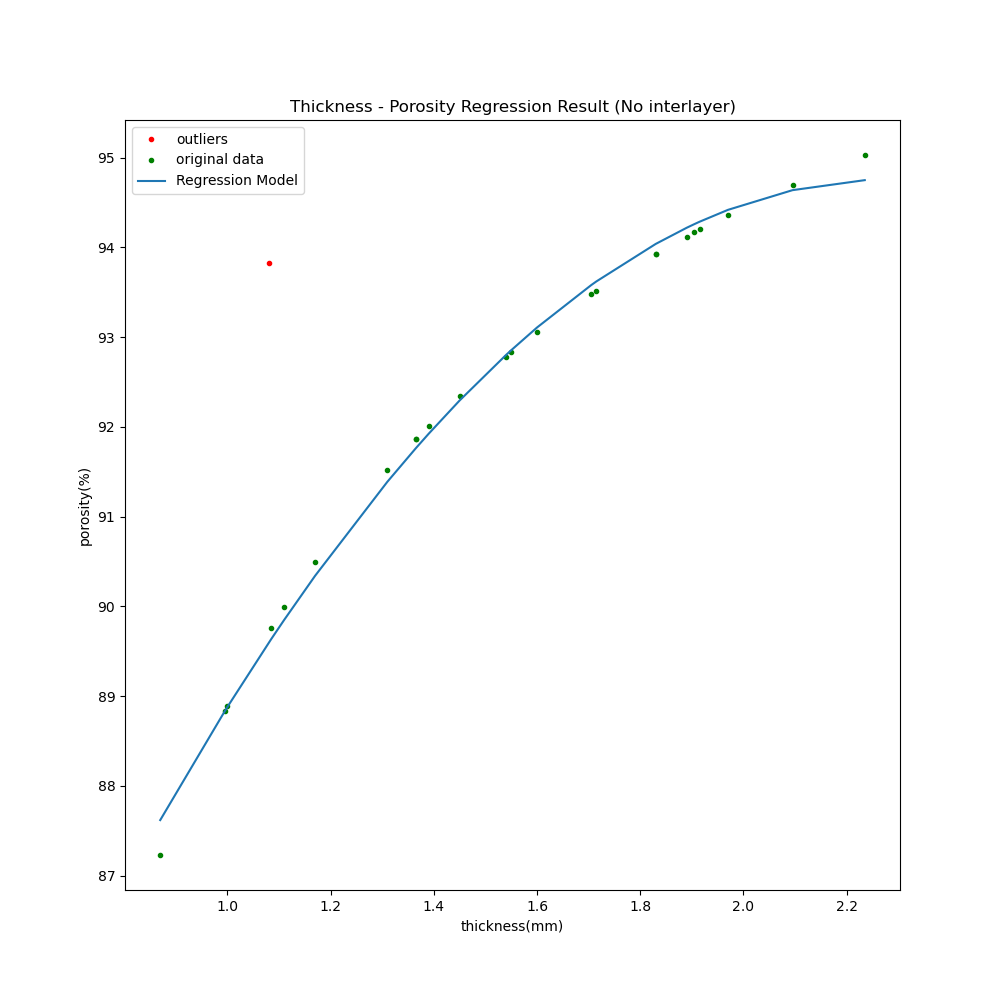 Thickness - Porosity Regression Result (No interlayer)
outliers
original data
Regression Model
95
94
93
92
91
90
89
88
87
porosity(%)
1.0 1.2 1.4 1.6 1.8 2.0 2.2
thickness(mm)